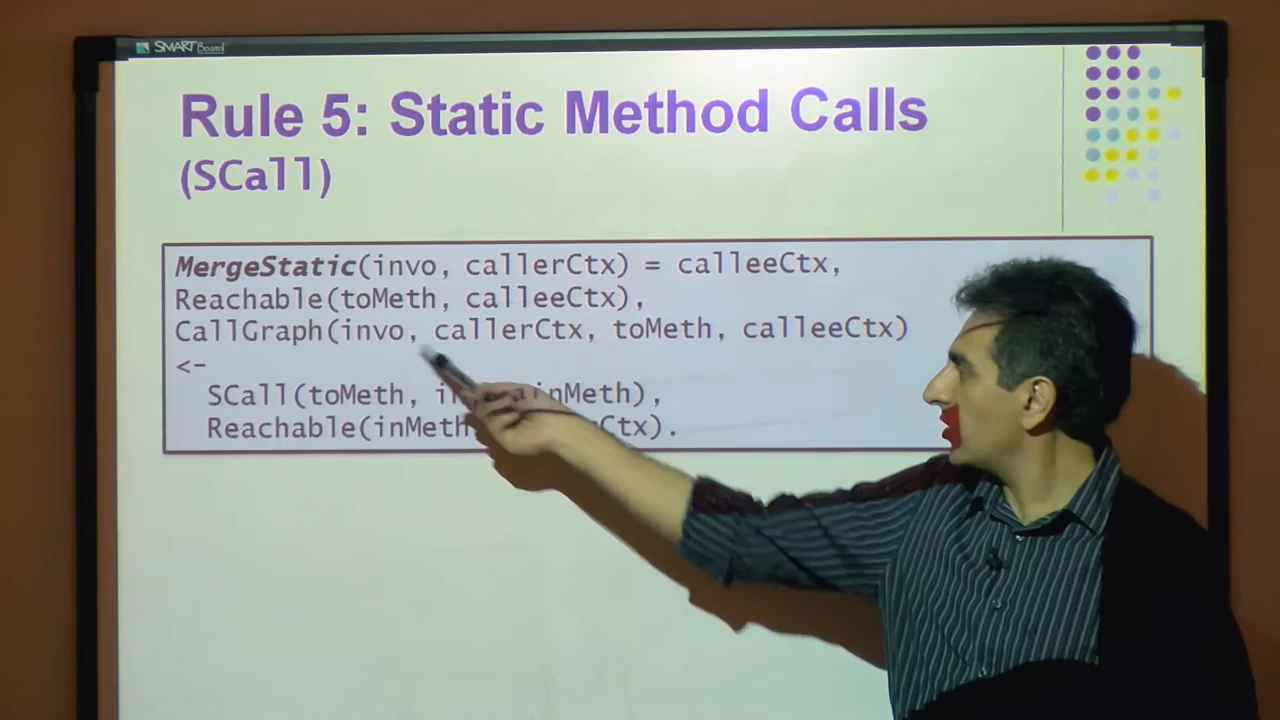 SMART Board
Rule 5: Static Method Calls
(SCall)
MergeStatic(invo, callerCtx) = calleeCtx,
Reachable(toMeth, calleeCtx),
CallGraph(invo, callerCtx, toMeth, calleeCtx)
<-
SCall(toMeth, inMeth),
Reachable(inMeth Ctx).